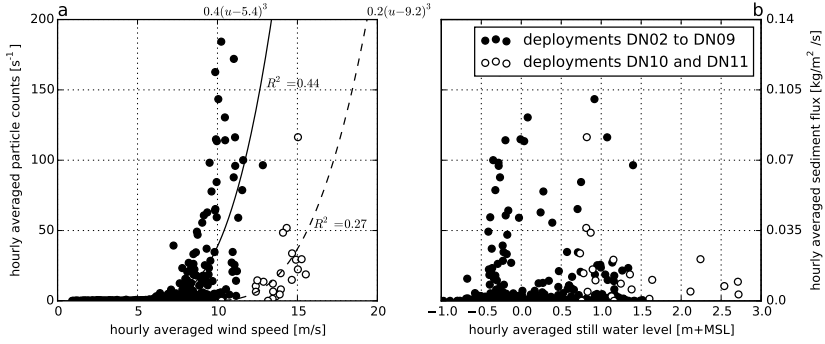 a
0.4(u−5.4)³
0.2(u−9.2)³
b
200
150
100
50
0
hourly averaged particle counts [s⁻¹]
R² =0.44
R² =0.27
0
5
10
15
20
hourly averaged wind speed [m/s]
deployments DN02 to DN09
deployments DN10 and DN11
0.14
0.105
0.07
0.035
0.0
hourly averaged sediment flux [kg/m² /s]
−1.0
−0.5
0.0
0.5
1.0
1.5
2.0
2.5
3.0
hourly averaged still water level [m+MSL]